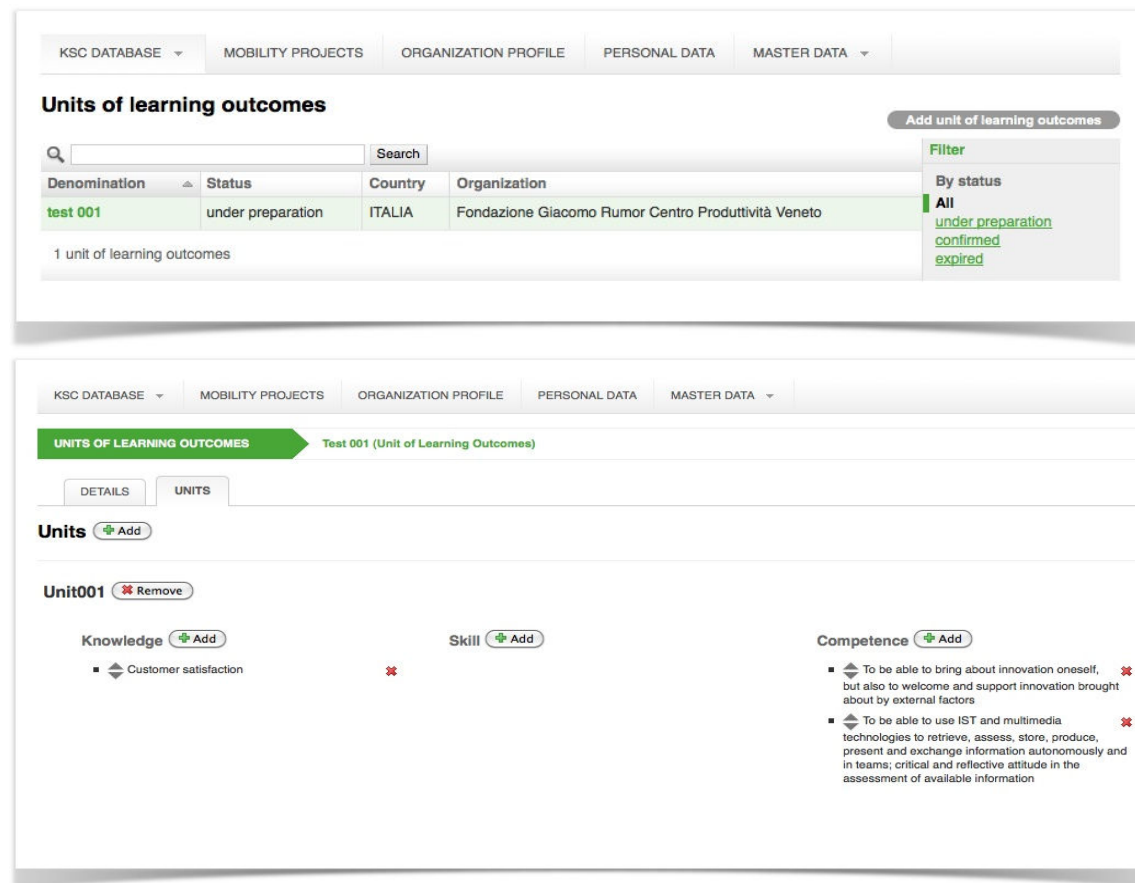 KSC DATABASE MOBILITY PROJECTS ORGANIZATION PROFILE PERSONAL DATA MASTER DATA
Units of learning outcomes
Add unit of learning outcomes
Search
Filter
Denomination Status Country Organization
By status
test 001 under preparation ITALIA Fondazione Giacomo Rumor Centro Produttività Veneto
All
under preparation
confirmed
expired
1 unit of learning outcomes
KSC DATABASE MOBILITY PROJECTS ORGANIZATION PROFILE PERSONAL DATA MASTER DATA
UNITS OF LEARNING OUTCOMES Test 001 (Unit of Learning Outcomes)
DETAILS UNITS
Units Add
Unit001 Remove
Knowledge Add
Customer satisfaction
Skill Add
Competence Add
To be able to bring about innovation oneself,
but also to welcome and support innovation brought
about by external factors
To be able to use IST and multimedia
technologies to retrieve, assess, store, produce,
present and exchange information autonomously and
in teams; critical and reflective attitude in the
assessment of available information